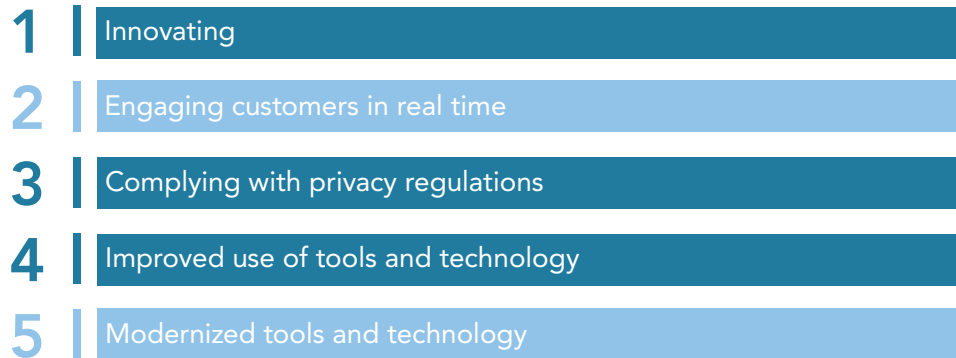 1 Innovating
2 Engaging customers in real time
3 Complying with privacy regulations
4 Improved use of tools and technology
5 Modernized tools and technology